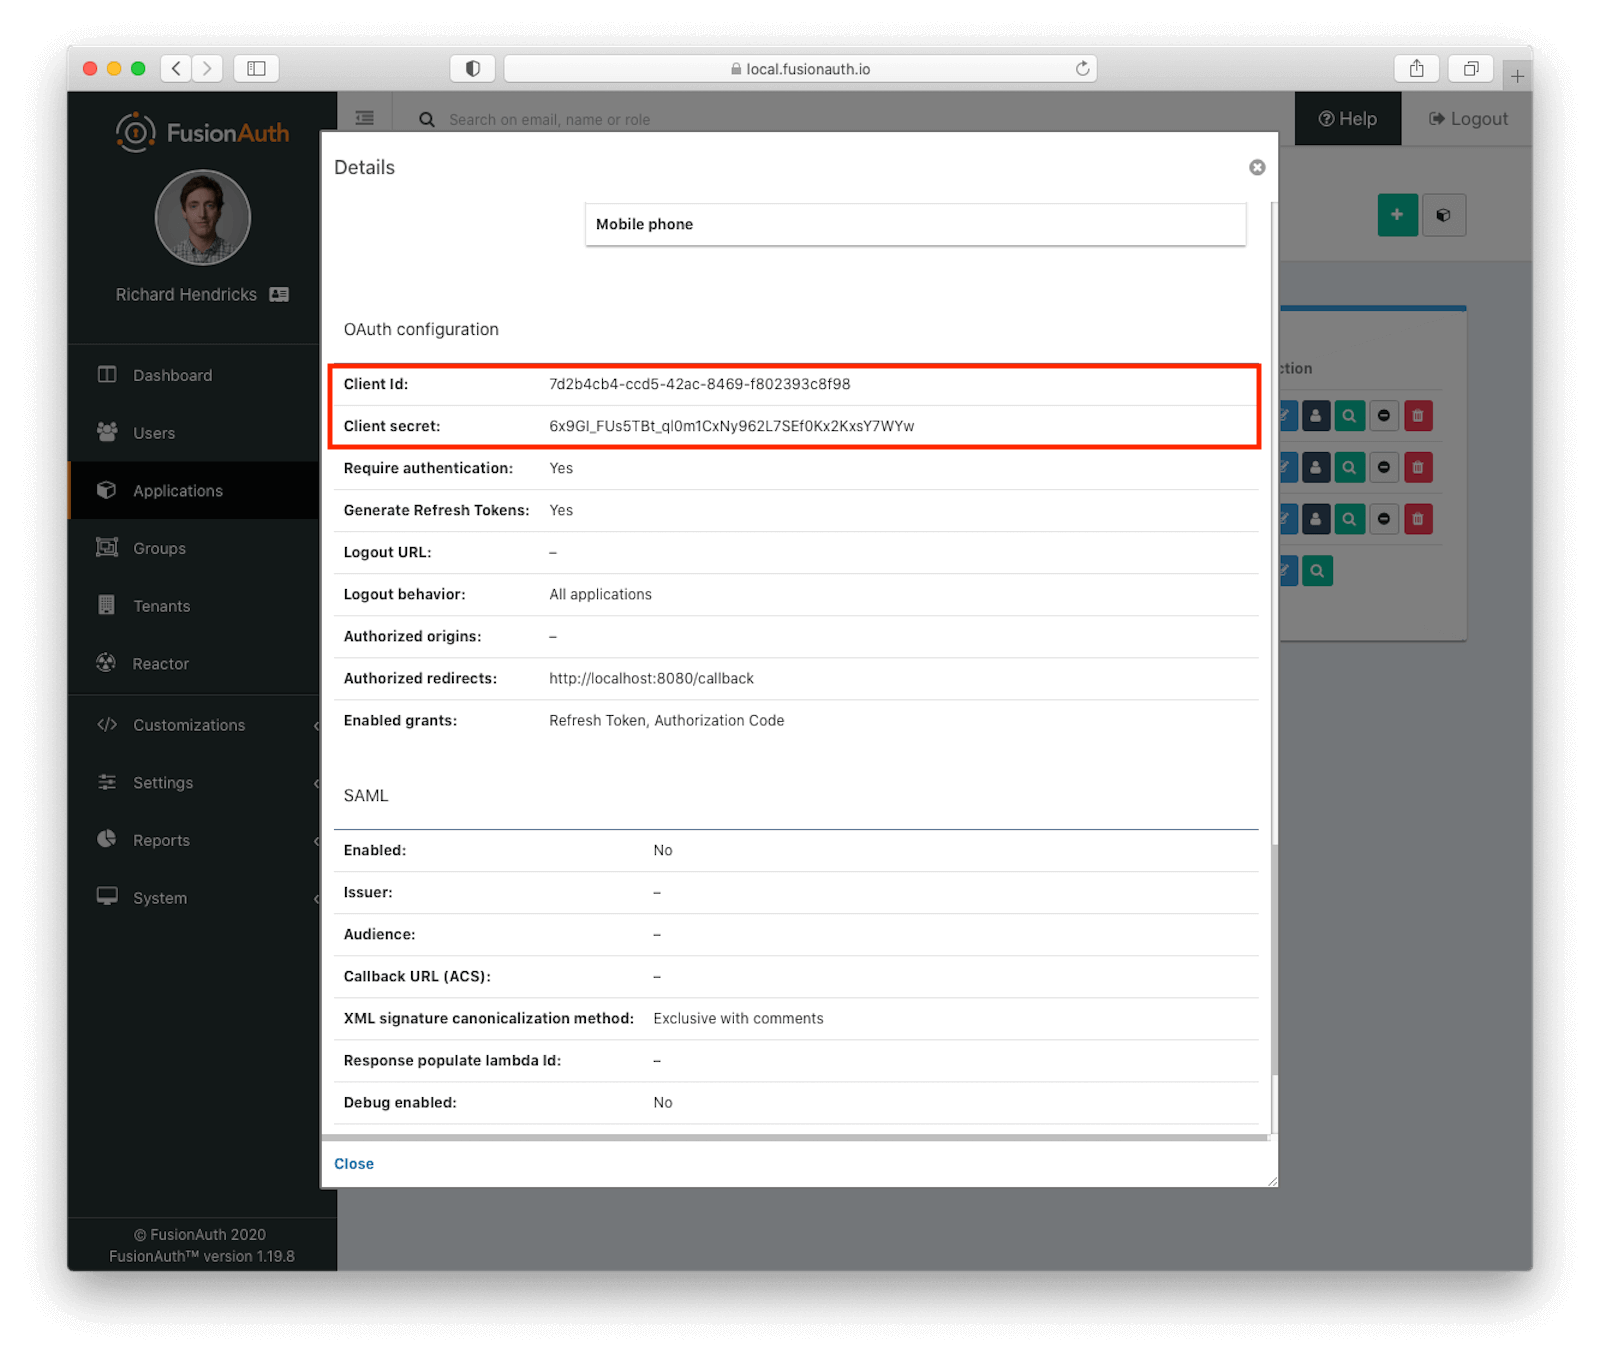 local.fusionauth.io
FusionAuth
Search on email, name or role
Help
Logout
Richard Hendricks
Dashboard
Users
Applications
Groups
Tenants
Reactor
Customizations
Settings
Reports
System
© FusionAuth 2020
FusionAuth™ version 1.19.8
Details
Mobile phone
OAuth configuration
Client Id: 7d2b4cb4-ccd5-42ac-8469-f802393c8f98
Client secret: 6x9GI_FUs5TBt_ql0m1CxNy962L7SEf0Kx2KxsY7WYw
Require authentication: Yes
Generate Refresh Tokens: Yes
Logout URL: –
Logout behavior: All applications
Authorized origins: –
Authorized redirects: http://localhost:8080/callback
Enabled grants: Refresh Token, Authorization Code
SAML
Enabled: No
Issuer: –
Audience: –
Callback URL (ACS): –
XML signature canonicalization method: Exclusive with comments
Response populate lambda Id: –
Debug enabled: No
Close
ction